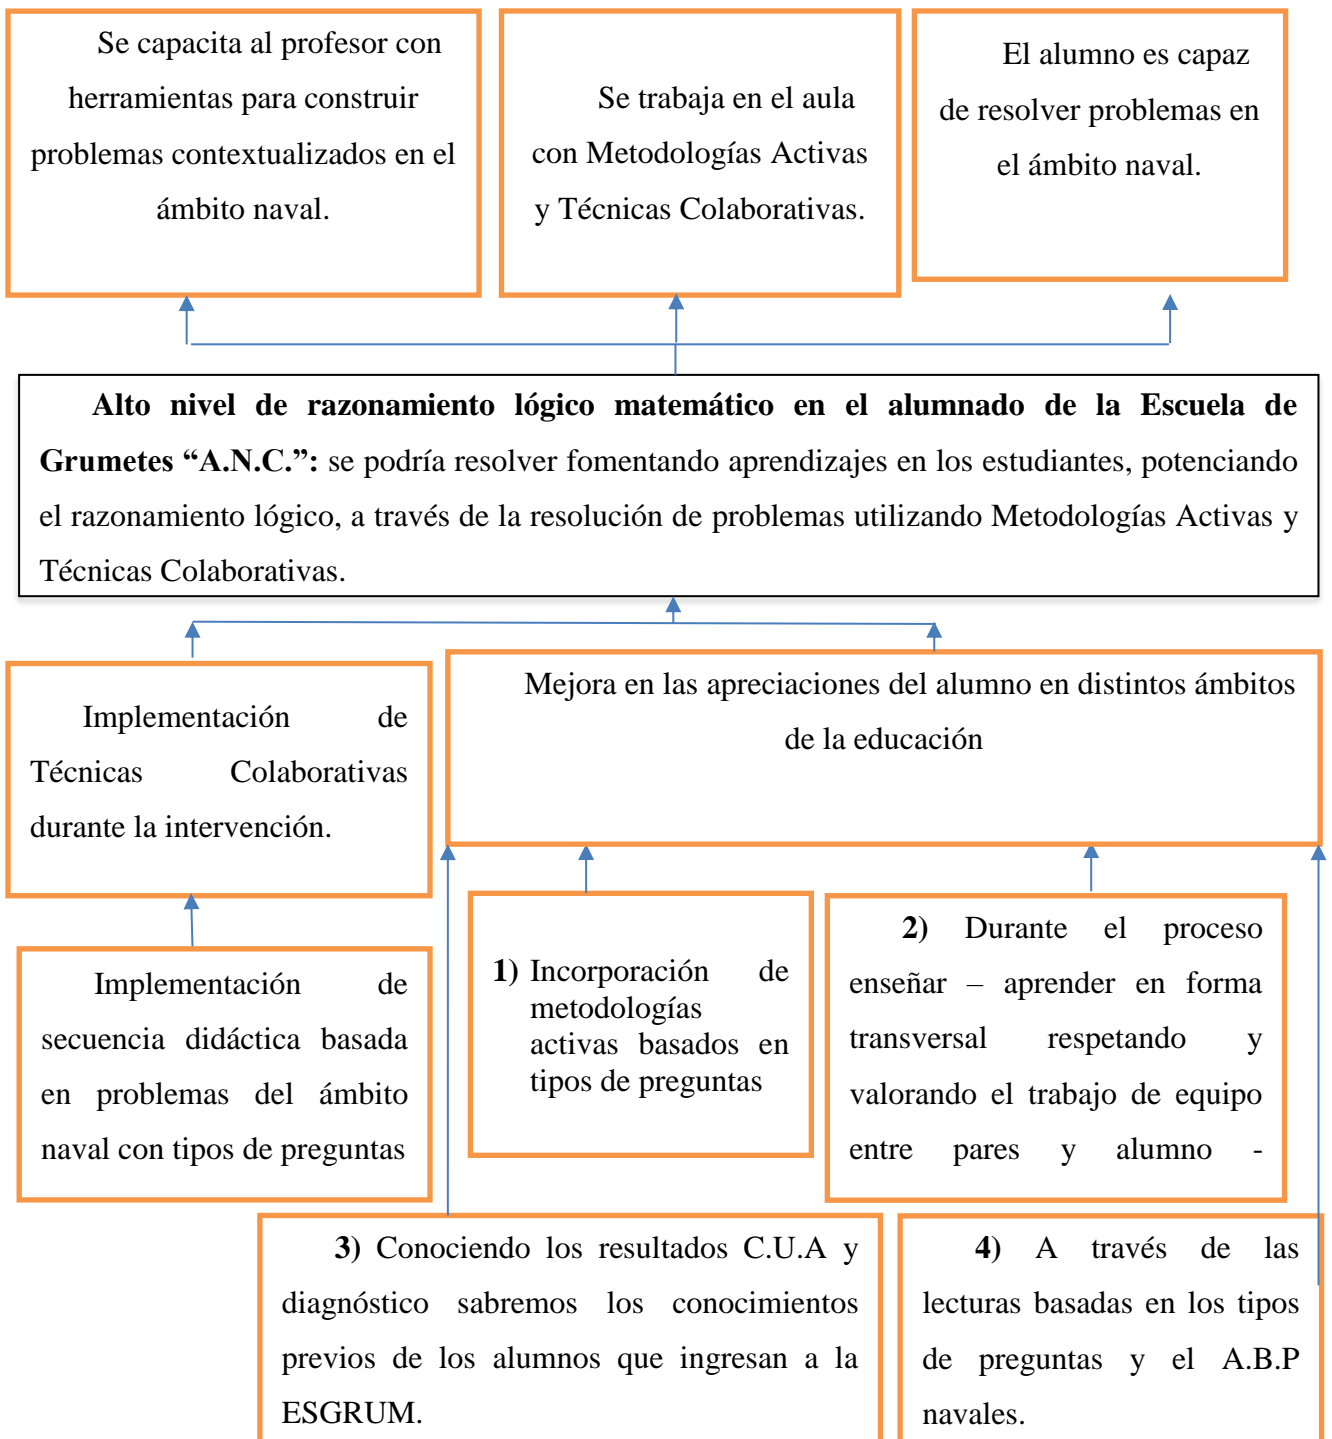 Se capacita al profesor con
herramientas para construir
problemas contextualizados en el
ámbito naval.
Se trabaja en el aula
con Metodologías Activas
y Técnicas Colaborativas.
El alumno es capaz
de resolver problemas en
el ámbito naval.
Alto nivel de razonamiento lógico matemático en el alumnado de la Escuela de
Grumetes “A.N.C.”: se podría resolver fomentando aprendizajes en los estudiantes, potenciando
el razonamiento lógico, a través de la resolución de problemas utilizando Metodologías Activas y
Técnicas Colaborativas.
Implementación de
Técnicas Colaborativas
durante la intervención.
Mejora en las apreciaciones del alumno en distintos ámbitos
de la educación
Implementación de
secuencia didáctica basada
en problemas del ámbito
naval con tipos de preguntas
1) Incorporación de
metodologías
activas basados en
tipos de preguntas
2) Durante el proceso
enseñar – aprender en forma
transversal respetando y
valorando el trabajo de equipo
entre pares y alumno -
3) Conociendo los resultados C.U.A y
diagnóstico sabremos los conocimientos
previos de los alumnos que ingresan a la
ESGRUM.
4) A través de las
lecturas basadas en los tipos
de preguntas y el A.B.P
navales.